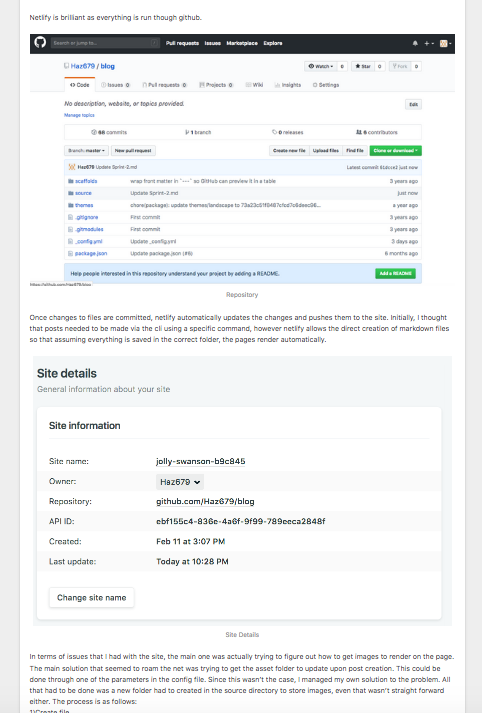 Netlify is brilliant as everything is run though github.
Search or jump to...
Pull requests Issues Marketplace Explore
Haz679 / blog
Watch 0 Star 0 Fork 0
Code Issues 0 Pull requests 0 Projects 0 Wiki Insights Settings
No description, website, or topics provided.
Edit
Manage topics
66 commits 1 branch 0 releases 6 contributors
Branch: master New pull request Create new file Upload files Find file Clone or download
Haz679 Update Sprint-2.md Latest commit just now
scaffolds wrap front matter in `---` so GitHub can preview it in a table 3 years ago
source Update Sprint-2.md just now
themes chore(package): update themes/landscape to a year ago
.gitignore First commit 3 years ago
.gitmodules First commit 3 years ago
_config.yml Update _config.yml 3 days ago
package.json Update package.json (#6) 6 months ago
Help people interested in this repository understand your project by adding a README. Add a README
https://github.com/Haz679/blog
Repository
Once changes to files are committed, netlify automatically updates the changes and pushes them to the site. Initially, I thought
that posts needed to be made via the cli using a specific command, however netlify allows the direct creation of markdown files
so that assuming everything is saved in the correct folder, the pages render automatically.
Site details
General information about your site
Site information
Site name: jolly-swanson-b9c845
Owner: Haz679
Repository: github.com/Haz679/blog
API ID: ebf155c4-836e-4a6f-9f99-789eeca2848f
Created: Feb 11 at 3:07 PM
Last update: Today at 10:28 PM
Change site name
Site Details
In terms of issues that I had with the site, the main one was actually trying to figure out how to get images to render on the page.
The main solution that seemed to roam the net was trying to get the asset folder to update upon post creation. This could be
done through one of the parameters in the config file. Since this wasn't the case, I managed my own solution to the problem. All
that had to be done was a new folder had to created in the source directory to store images, even that wasn't straight forward
either. The process is as follows:
1)Create file